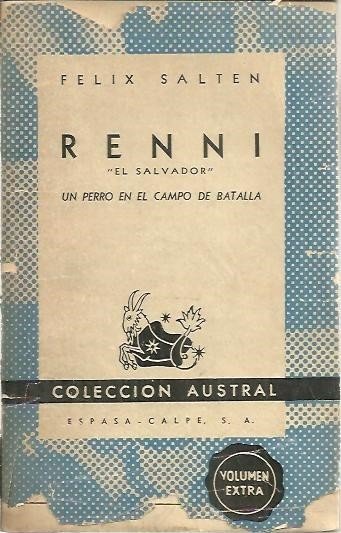 FELIX SALTEN
RENNI
"EL SALVADOR"
UN PERRO EN EL CAMPO DE BATALLA
COLECCION AUSTRAL
ESPASA-CALPE, S. A.
VOLUMEN
EXTRA